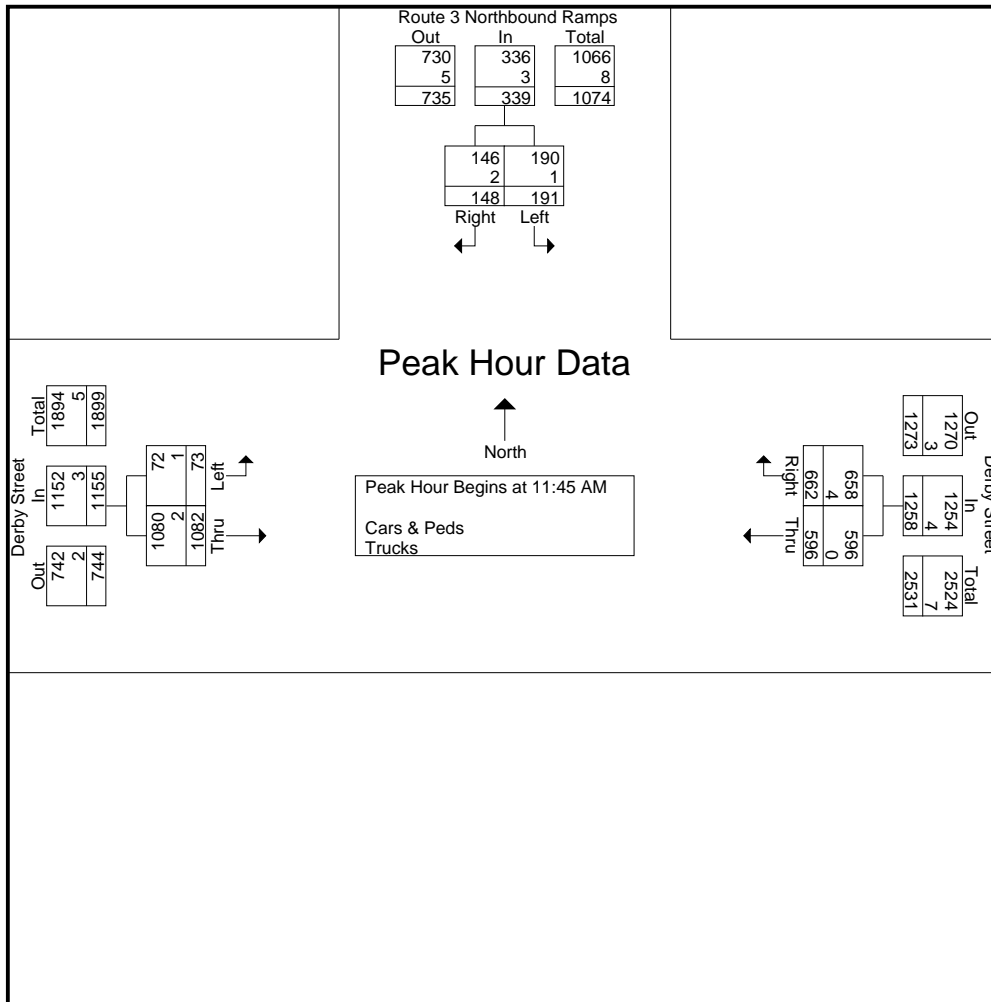 Route 3 Northbound Ramps
Out In Total
730 336 1066
5 3 8
735 339 1074
146 190
2 1
148 191
Right Left
Peak Hour Data
North
Peak Hour Begins at 11:45 AM
Cars & Peds
Trucks
Derby Street
Out In Total
742 1152 1894
2 3 5
744 1155 1899
1080 72
2 1
1082 73
Thru Left
Derby Street
Out In Total
1270 1254 2524
3 4 7
1273 1258 2531
658 596
4 0
662 596
Right Thru